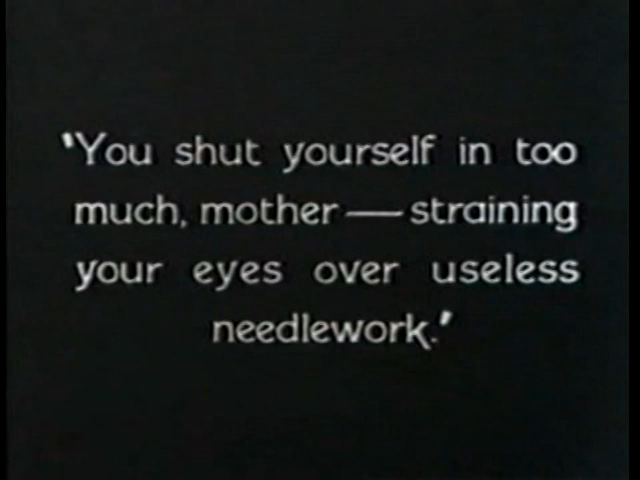 'You shut yourself in too
much, mother — straining
your eyes over useless
needlework.'